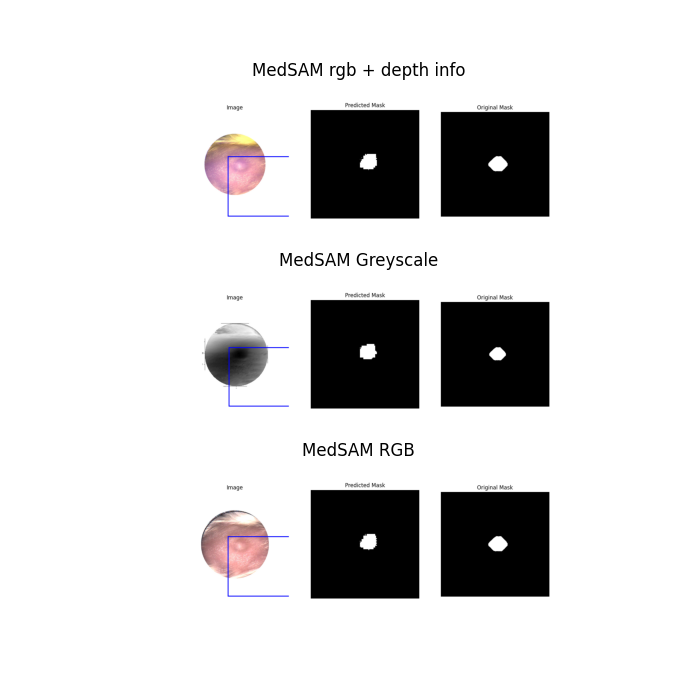 MedSAM rgb + depth info
Image
Predicted Mask
Original Mask
MedSAM Greyscale
Image
Predicted Mask
Original Mask
MedSAM RGB
Image
Predicted Mask
Original Mask